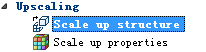 Upscaling
Scale up structure
Scale up properties